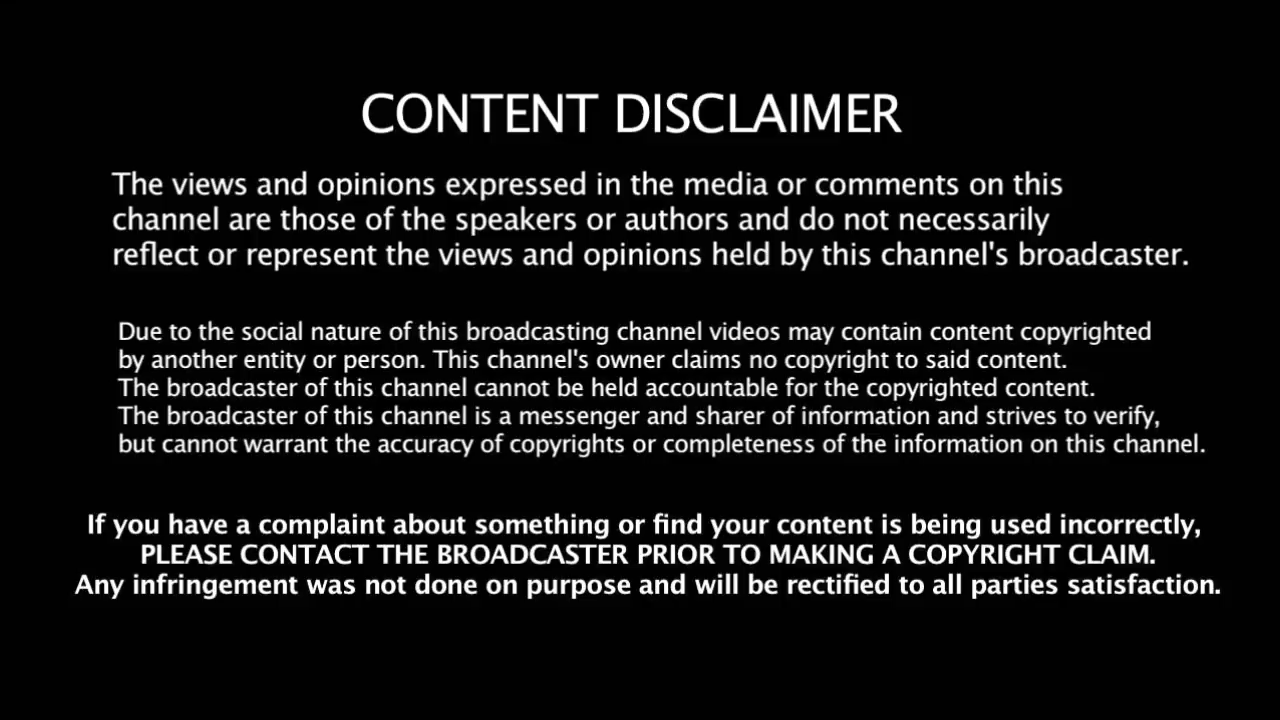 CONTENT DISCLAIMER
The views and opinions expressed in the media or comments on this
channel are those of the speakers or authors and do not necessarily
reflect or represent the views and opinions held by this channel's broadcaster.
Due to the social nature of this broadcasting channel videos may contain content copyrighted
by another entity or person. This channel's owner claims no copyright to said content.
The broadcaster of this channel cannot be held accountable for the copyrighted content.
The broadcaster of this channel is a messenger and sharer of information and strives to verify,
but cannot warrant the accuracy of copyrights or completeness of the information on this channel.
If you have a complaint about something or find your content is being used incorrectly,
PLEASE CONTACT THE BROADCASTER PRIOR TO MAKING A COPYRIGHT CLAIM.
Any infringement was not done on purpose and will be rectified to all parties satisfaction.